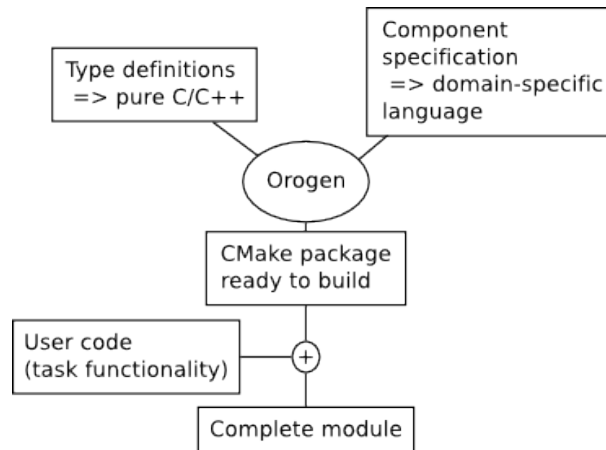 Type definitions
=> pure C/C++
Component
specification
=> domain-specific
language
Orogen
CMake package
ready to build
User code
(task functionality)
+
Complete module